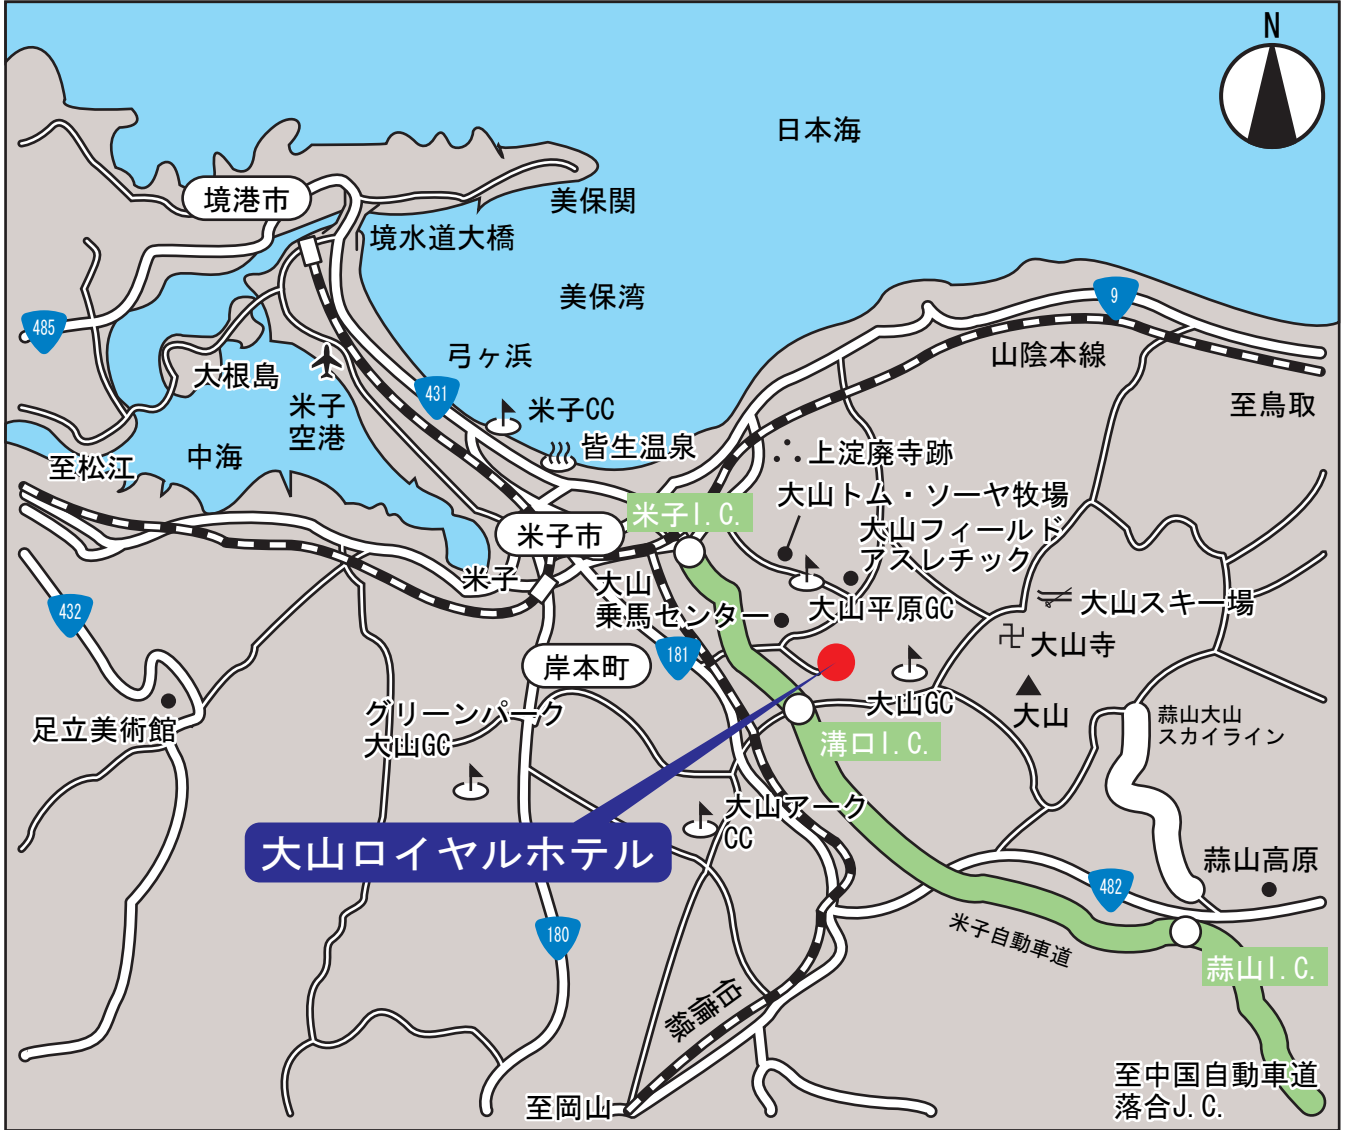 N
日本海
境港市
美保関
境水道大橋
美保湾
9
485
弓ヶ浜
山陰本線
大根島
431
米子
空港
米子CC
至鳥取
皆生温泉
上淀廃寺跡
至松江
中海
大山トム・ソーヤ牧場
米子I.C.
大山フィールド
アスレチック
米子市
米子
大山
乗馬センター
大山平原GC
大山スキー場
432
大山寺
181
岸本町
大山GC
大山
足立美術館
グリーンパーク
大山GC
蒜山大山
スカイライン
溝口I.C.
大山アーク
CC
大山ロイヤルホテル
蒜山高原
482
180
米子自動車道
蒜山I.C.
伯備線
至中国自動車道
落合J.C.
至岡山